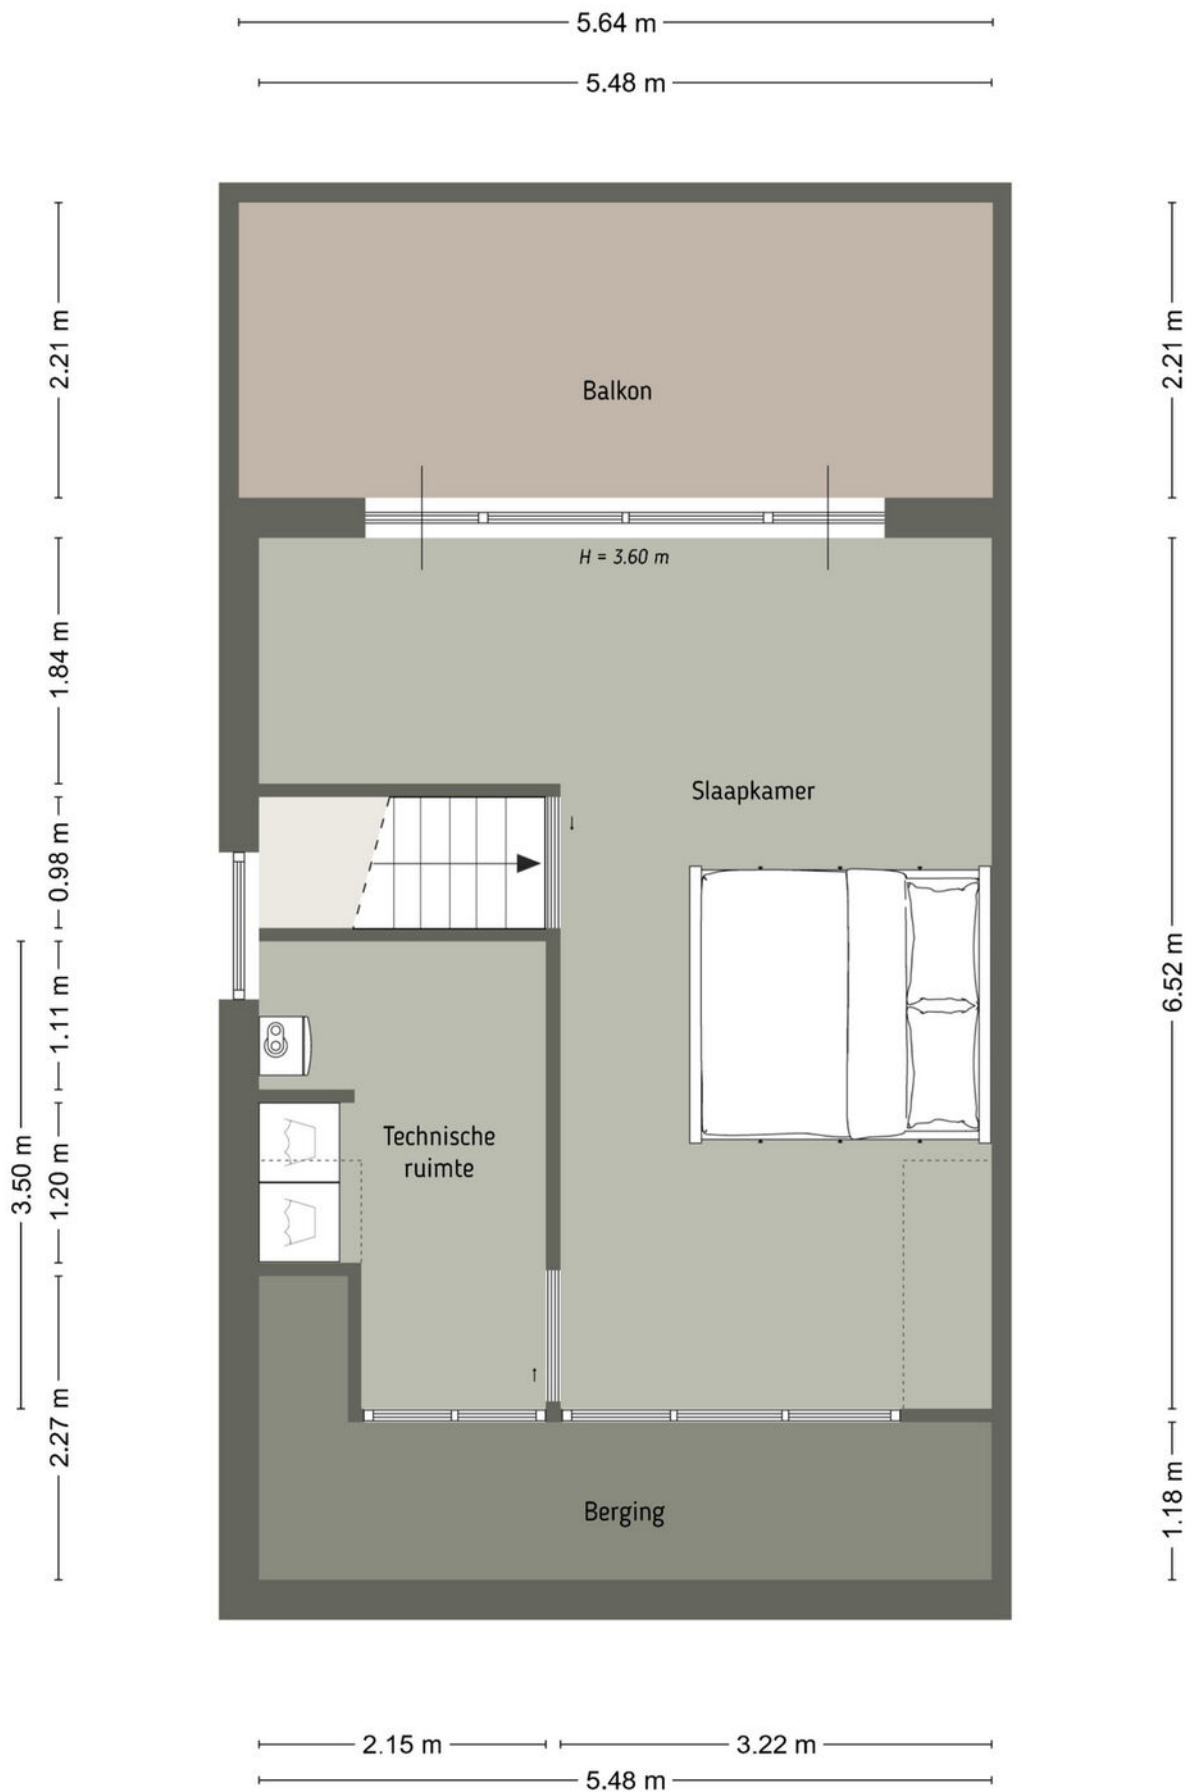 5.64 m
5.48 m
2.21 m
2.21 m
Balkon
H = 3.60 m
1.84 m
Slaapkamer
0.98 m
6.52 m
1.11 m
3.50 m
Technische
ruimte
1.20 m
2.27 m
1.18 m
Berging
2.15 m
3.22 m
5.48 m